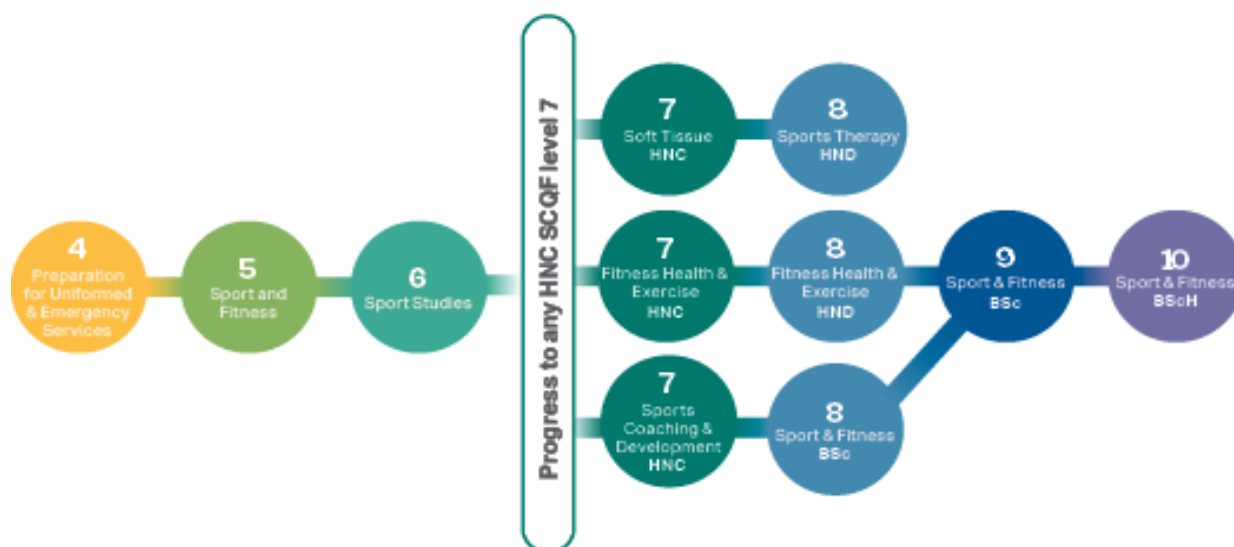 4
Preparation
for Uniformed
& Emergency
Services
5
Sport and
Fitness
6
Sport Studies
Progress to any HNC SCQF level 7
7
Soft Tissue
HNC
8
Sports Therapy
HND
7
Fitness Health &
Exercise
HNC
8
Fitness Health &
Exercise
HND
9
Sport & Fitness
BSc
10
Sport & Fitness
BScH
7
Sports
Coaching &
Development
HNC
8
Sport & Fitness
BSc